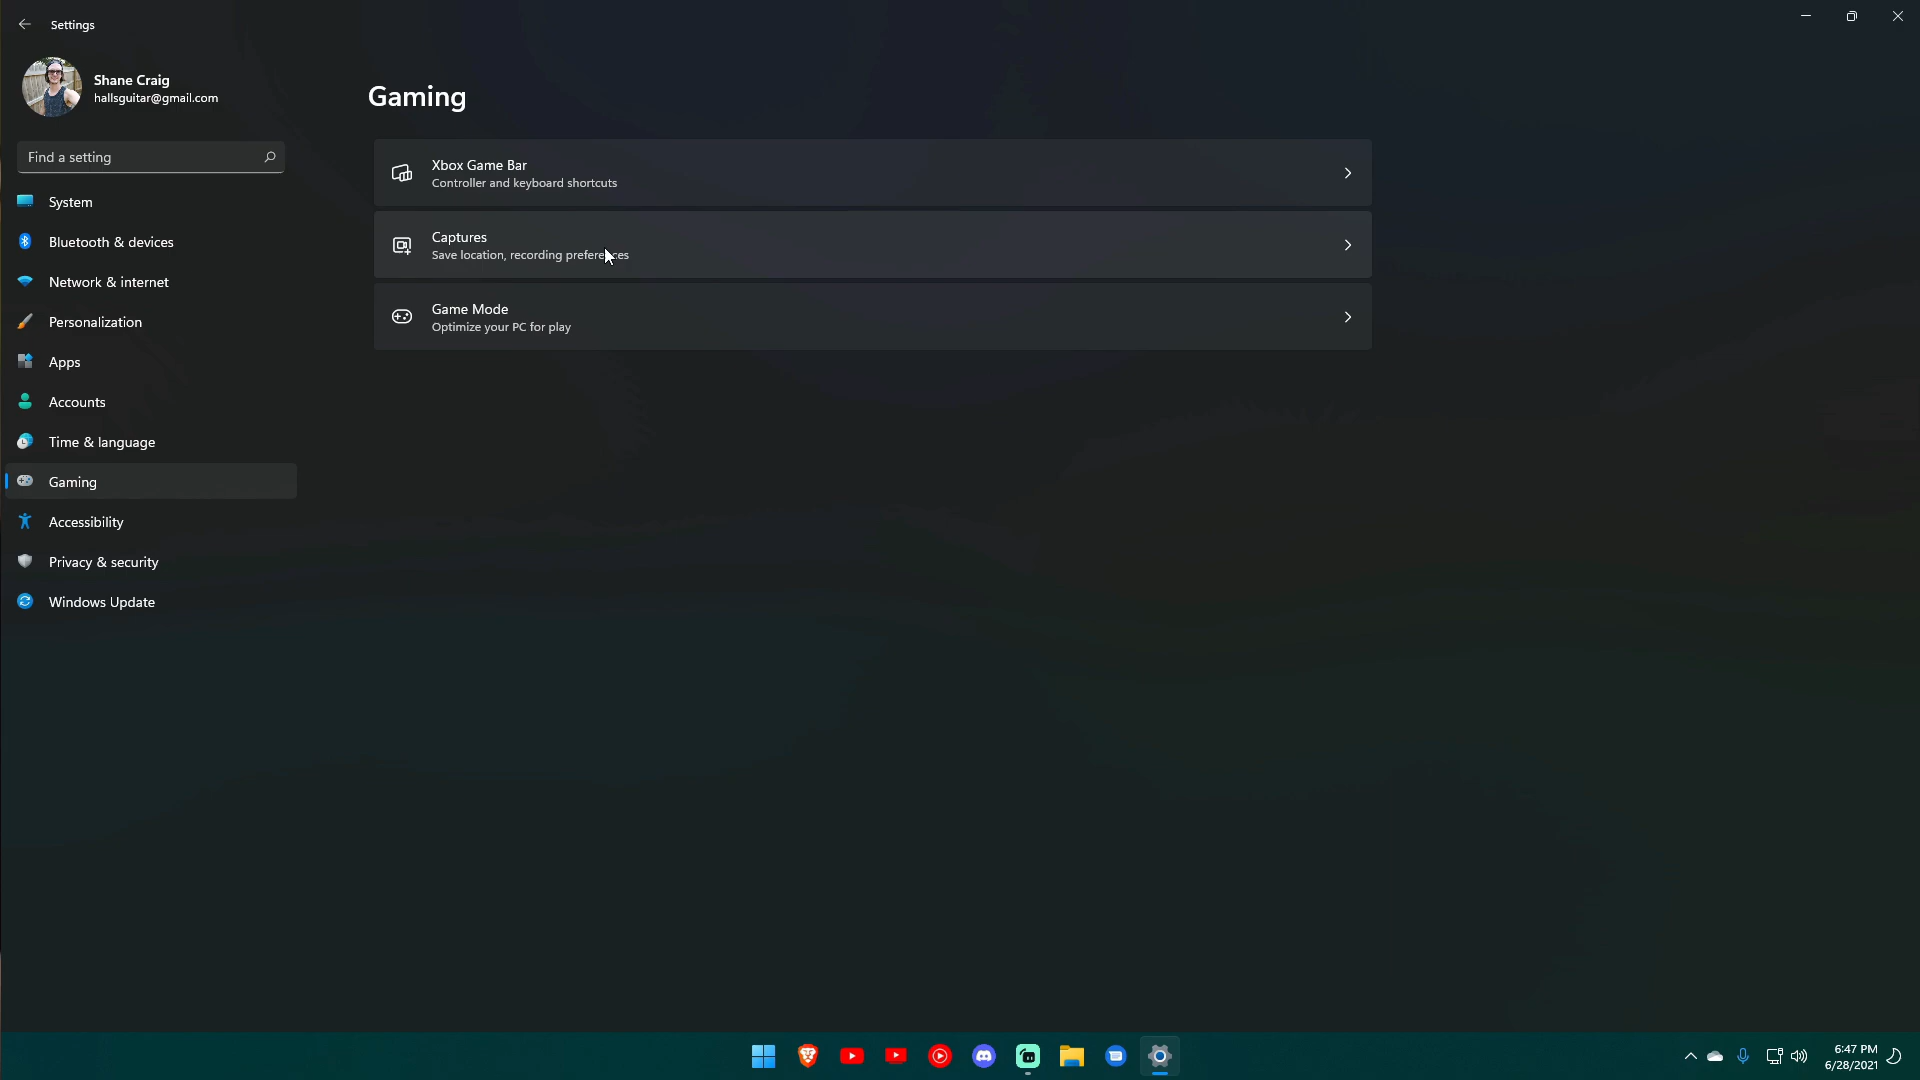 Settings
Shane Craig
hallsguitar@gmail.com
Find a setting
System
Bluetooth & devices
Network & internet
Personalization
Apps
Accounts
Time & language
Gaming
Accessibility
Privacy & security
Windows Update
Gaming
Xbox Game Bar
Controller and keyboard shortcuts
Captures
Save location, recording preferences
Game Mode
Optimize your PC for play
6:47 PM
6/28/2021